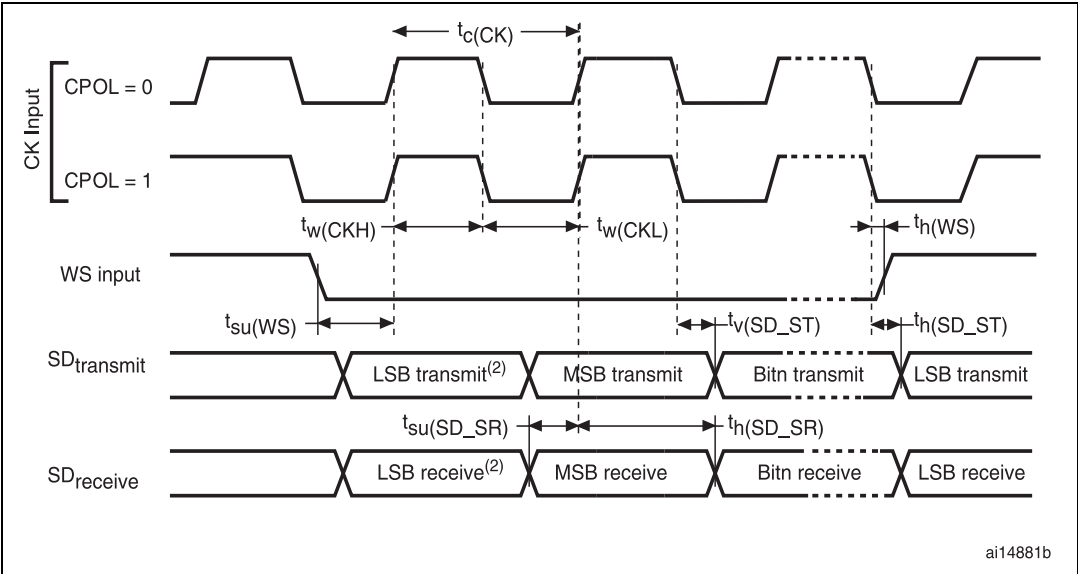 tc(CK)
CK Input
CPOL = 0
CPOL = 1
tw(CKH)
tw(CKL)
th(WS)
WS input
tsu(WS)
tv(SD_ST)
th(SD_ST)
SDtransmit
LSB transmit(2)
MSB transmit
Bitn transmit
LSB transmit
tsu(SD_SR)
th(SD_SR)
SDreceive
LSB receive(2)
MSB receive
Bitn receive
LSB receive
ai14881b